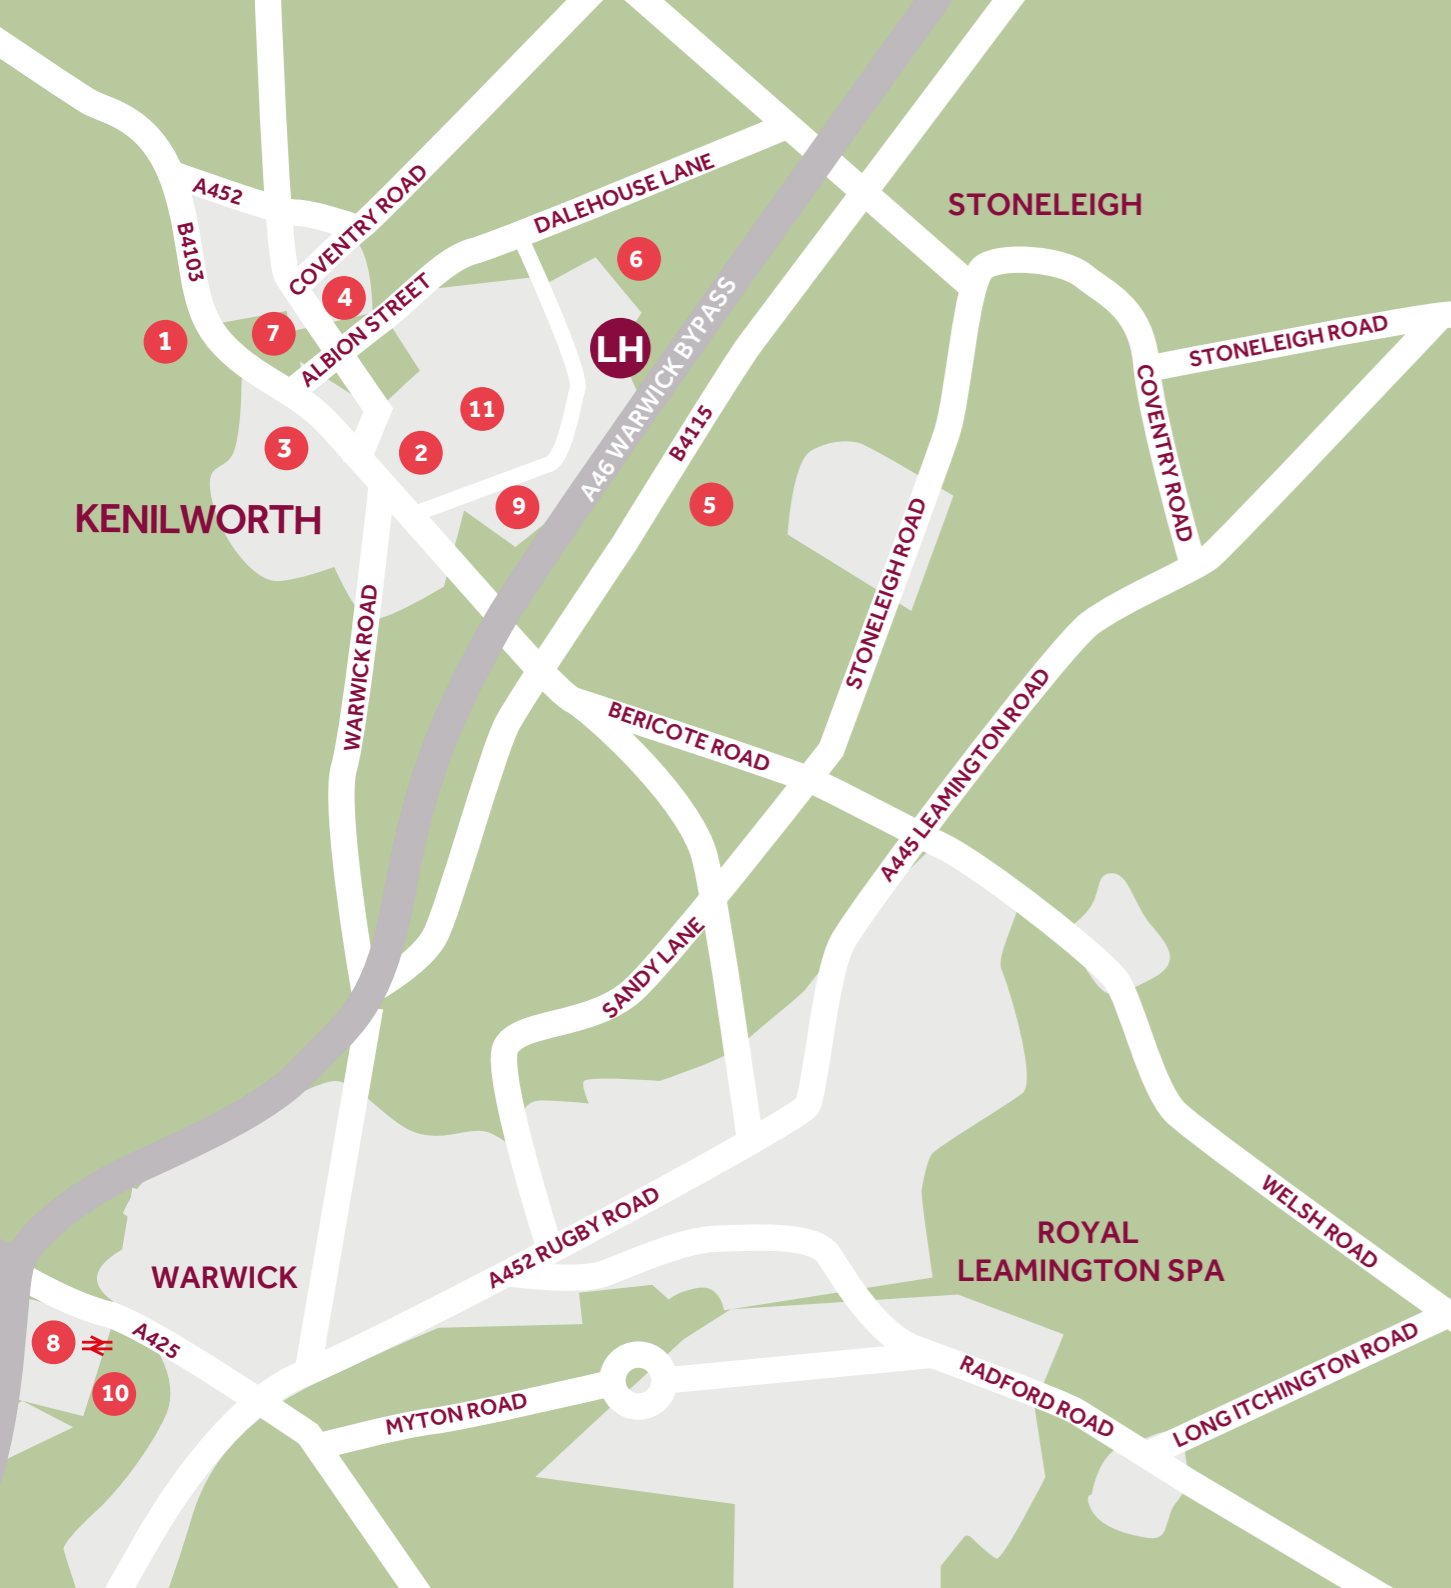 A452
B4103
COVENTRY ROAD
DALEHOUSE LANE
STONELEIGH
ALBION STREET
6
4
7
1
LH
A46 WARWICK BYPASS
STONELEIGH ROAD
COVENTRY ROAD
11
B4115
3
2
9
5
KENILWORTH
STONELEIGH ROAD
WARWICK ROAD
BERICOTE ROAD
A445 LEAMINGTON ROAD
SANDY LANE
A452 RUGBY ROAD
WELSH ROAD
ROYAL
LEAMINGTON SPA
WARWICK
8
A425
10
MYTON ROAD
RADFORD ROAD
LONG ITCHINGTON ROAD